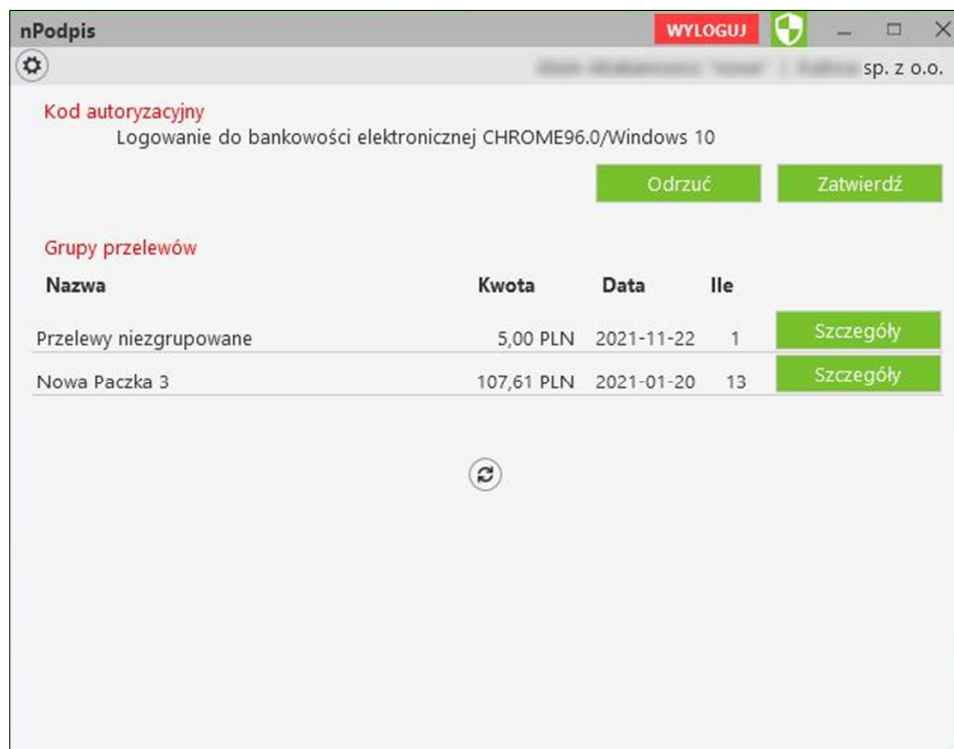 nPodpis WYLOGUJ
sp. z o.o.
Kod autoryzacyjny
Logowanie do bankowości elektronicznej CHROME96.0/Windows 10
Odrzuć Zatwierdź
Grupy przelewów
Nazwa Kwota Data Ile
Przelewy niezgrupowane 5,00 PLN 2021-11-22 1 Szczegóły
Nowa Paczka 3 107,61 PLN 2021-01-20 13 Szczegóły